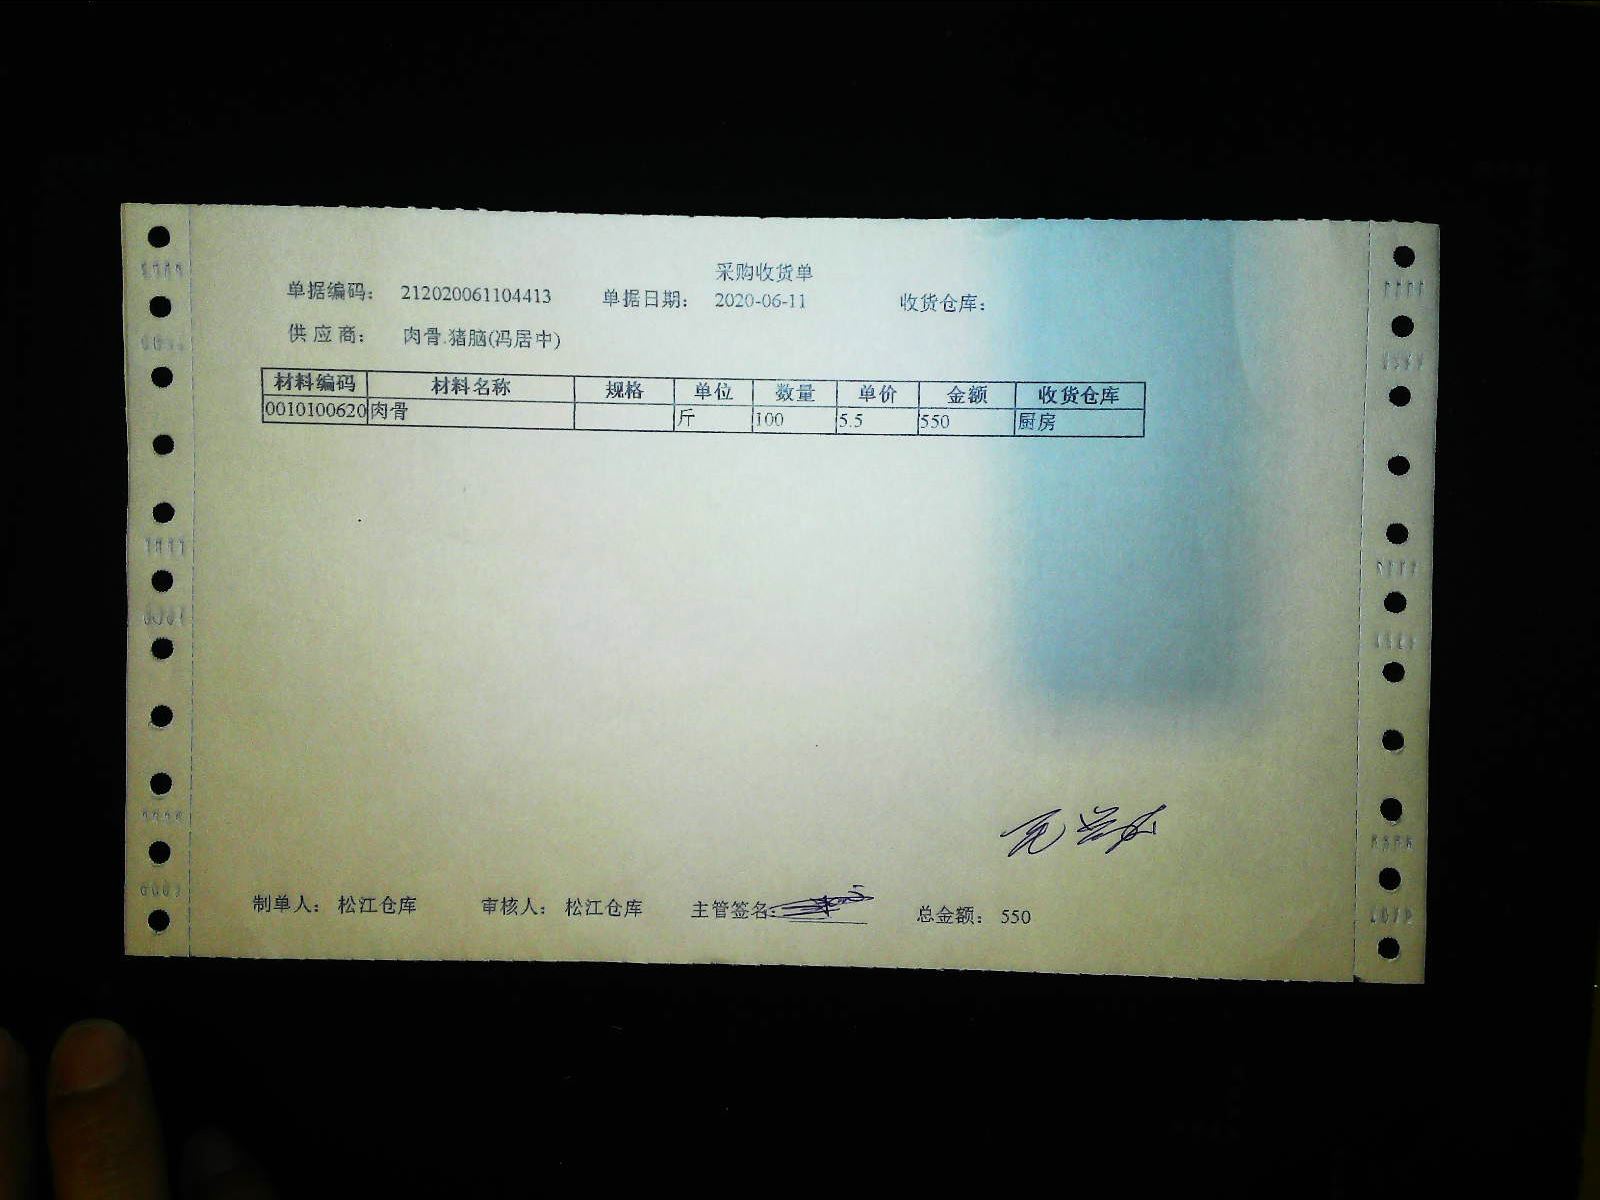 采购收货单
单据编码： 212020061104413 单据日期： 2020-06-11 收货仓库：
供 应 商： 肉骨.猪脑(冯居中)
材料编码 材料名称 规格 单位 数量 单价 金额 收货仓库
0010100620 肉骨 斤 100 5.5 550 厨房
制单人： 松江仓库 审核人： 松江仓库 主管签名： 总金额： 550